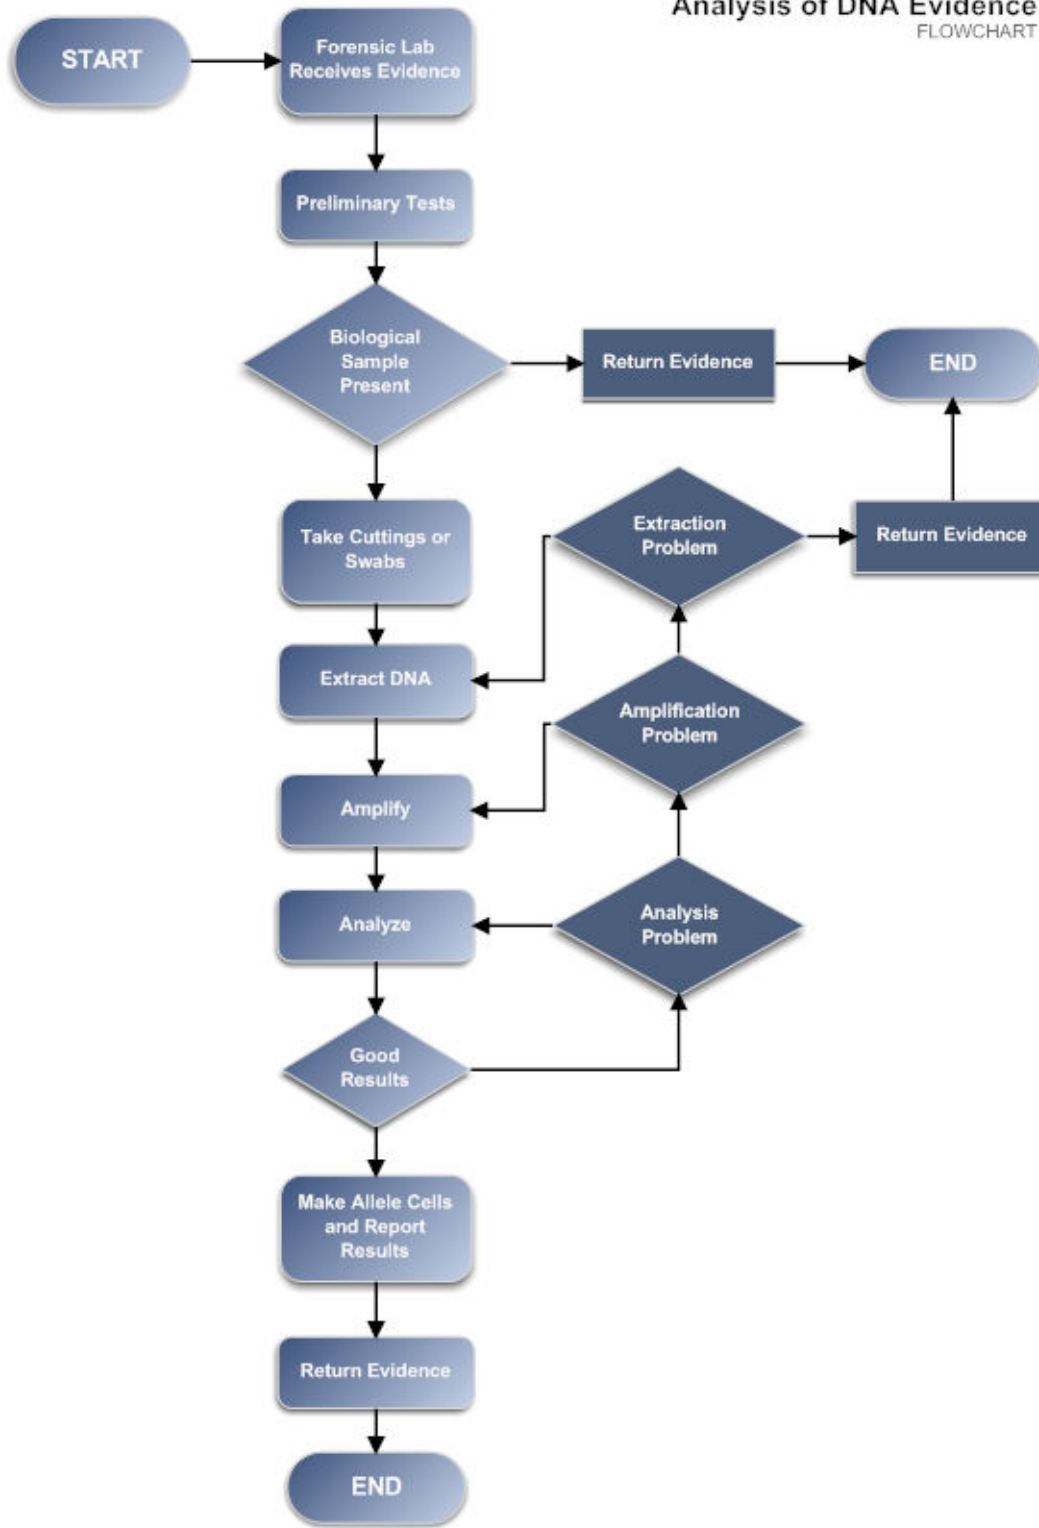 Analysis of DNA Evidence
FLOWCHART
START
Forensic Lab
Receives Evidence
Preliminary Tests
Biological
Sample
Present
Return Evidence
END
Take Cuttings or
Swabs
Extraction
Problem
Return Evidence
Extract DNA
Amplification
Problem
Amplify
Analysis
Problem
Analyze
Good
Results
Make Allele Cells
and Report
Results
Return Evidence
END